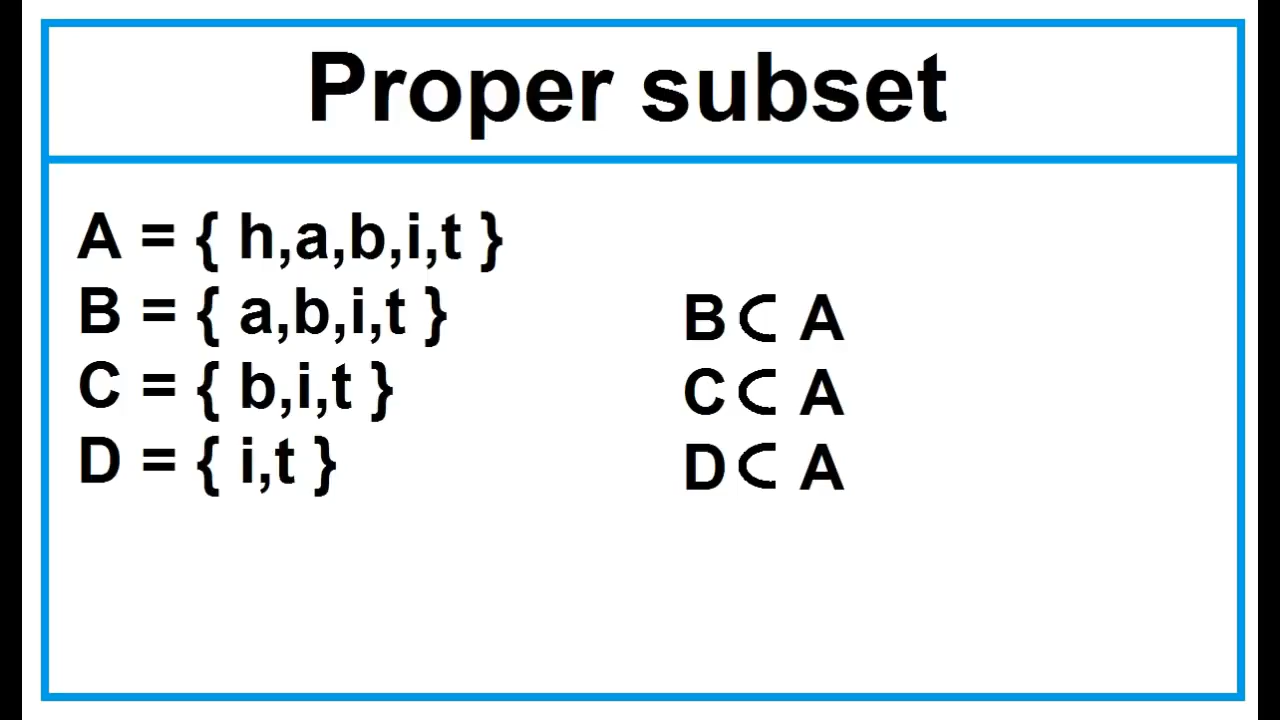 Proper subset
A = { h,a,b,i,t }
B = { a,b,i,t }
B ⊂ A
C = { b,i,t }
C ⊂ A
D = { i,t }
D ⊂ A